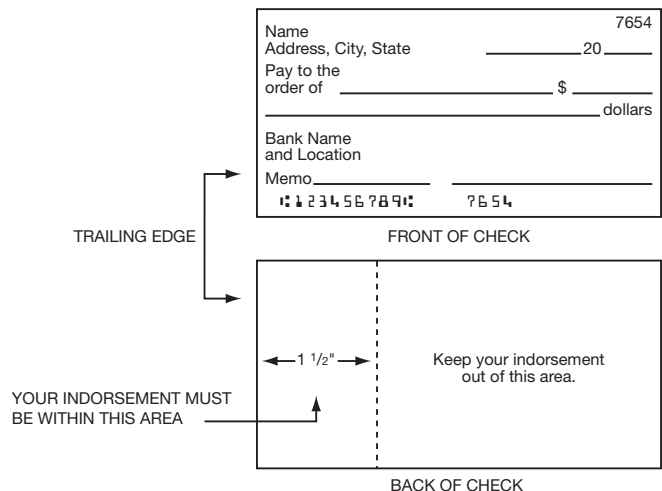 7654
Name
Address, City, State 20
Pay to the
order of $
dollars
Bank Name
and Location
Memo
⑆123456789⑆ 7654
TRAILING EDGE
FRONT OF CHECK
1 1/2"
Keep your indorsement
out of this area.
YOUR INDORSEMENT MUST
BE WITHIN THIS AREA
BACK OF CHECK